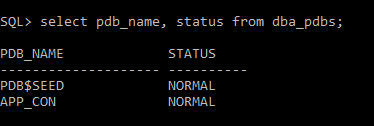 SQL> select pdb_name, status from dba_pdbs;
PDB_NAME             STATUS
-------------------- ----------
PDB$SEED             NORMAL
APP_CON              NORMAL